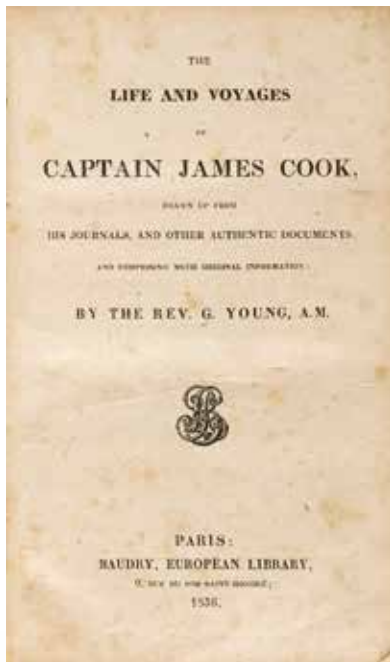 THE
LIFE AND VOYAGES
OF
CAPTAIN JAMES COOK,
DRAWN UP FROM
HIS JOURNALS, AND OTHER AUTHENTIC DOCUMENTS;
AND COMPRISING MUCH ORIGINAL INFORMATION;
BY THE REV. G. YOUNG, A.M.
PARIS:
BAUDRY, EUROPEAN LIBRARY,
9, RUE DU COQ SAINT-HONORÉ;
1836.